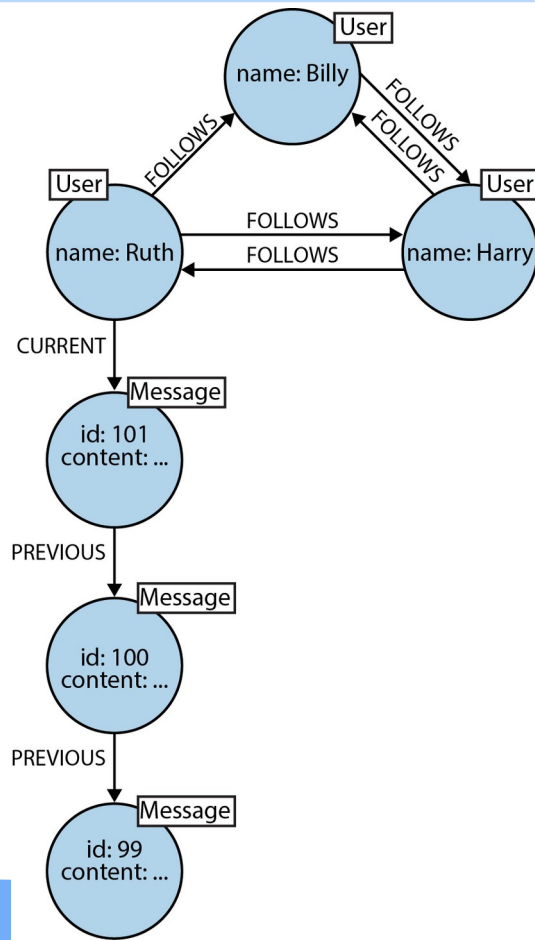 User
name: Billy
FOLLOWS
FOLLOWS
FOLLOWS
User
User
name: Ruth
FOLLOWS
FOLLOWS
name: Harry
CURRENT
Message
id: 101
content: ...
PREVIOUS
Message
id: 100
content: ...
PREVIOUS
Message
id: 99
content: ...